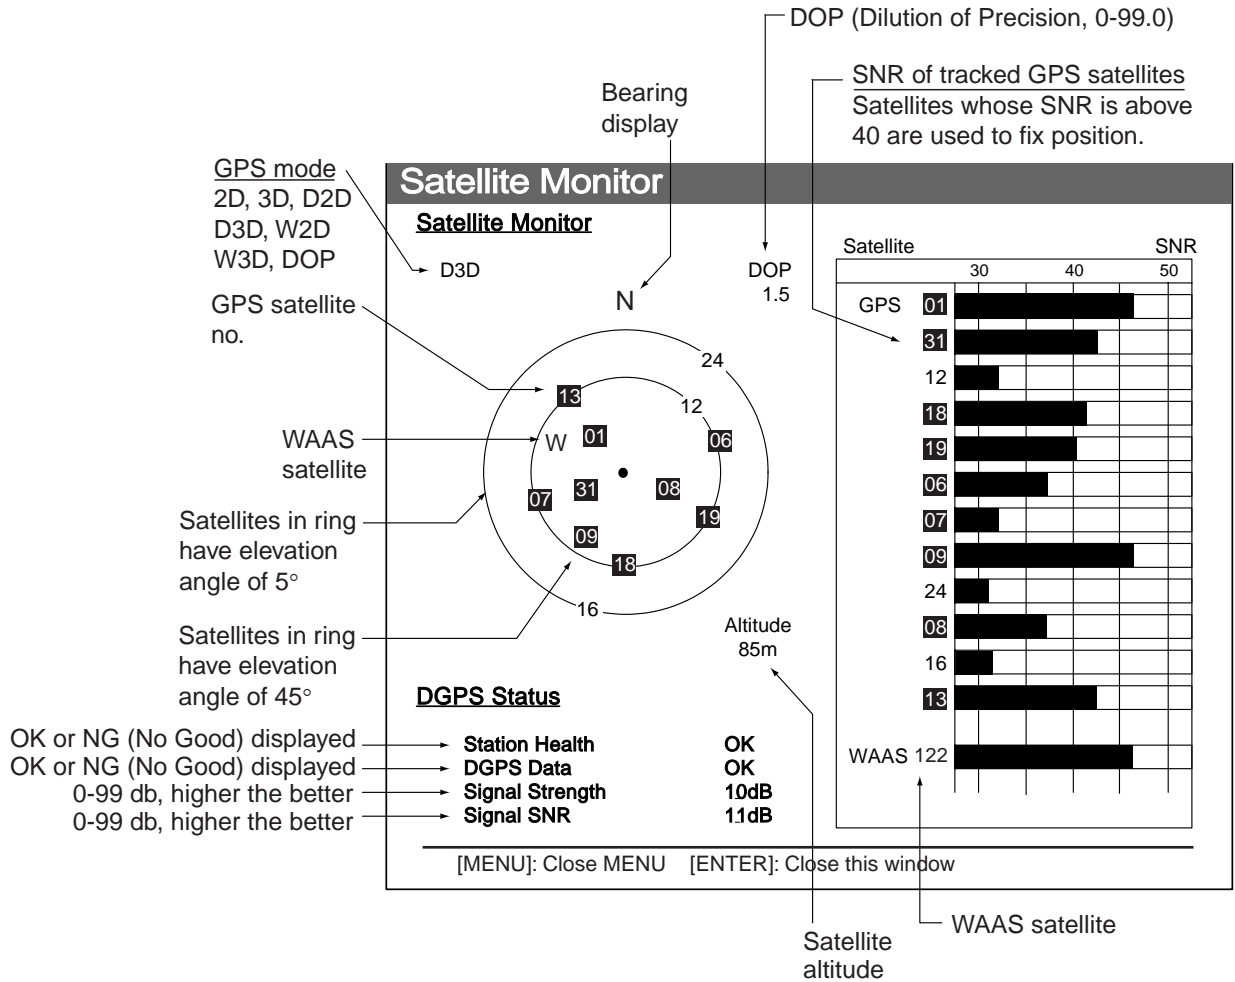 DOP (Dilution of Precision, 0-99.0)
SNR of tracked GPS satellites
Satellites whose SNR is above
40 are used to fix position.
Bearing
display
GPS mode
2D, 3D, D2D
D3D, W2D
W3D, DOP
GPS satellite
no.
WAAS
satellite
Satellites in ring
have elevation
angle of 5°
Satellites in ring
have elevation
angle of 45°
OK or NG (No Good) displayed
OK or NG (No Good) displayed
0-99 db, higher the better
0-99 db, higher the better
Satellite Monitor
Satellite Monitor
D3D
DOP
1.5
N
24
13
12
W
01
06
07
31
08
19
09
18
16
Altitude
85m
DGPS Status
Station Health OK
DGPS Data OK
Signal Strength 10dB
Signal SNR 11dB
Satellite SNR
30 40 50
GPS 01
31
12
18
19
06
07
09
24
08
16
13
WAAS 122
[MENU]: Close MENU [ENTER]: Close this window
WAAS satellite
Satellite
altitude